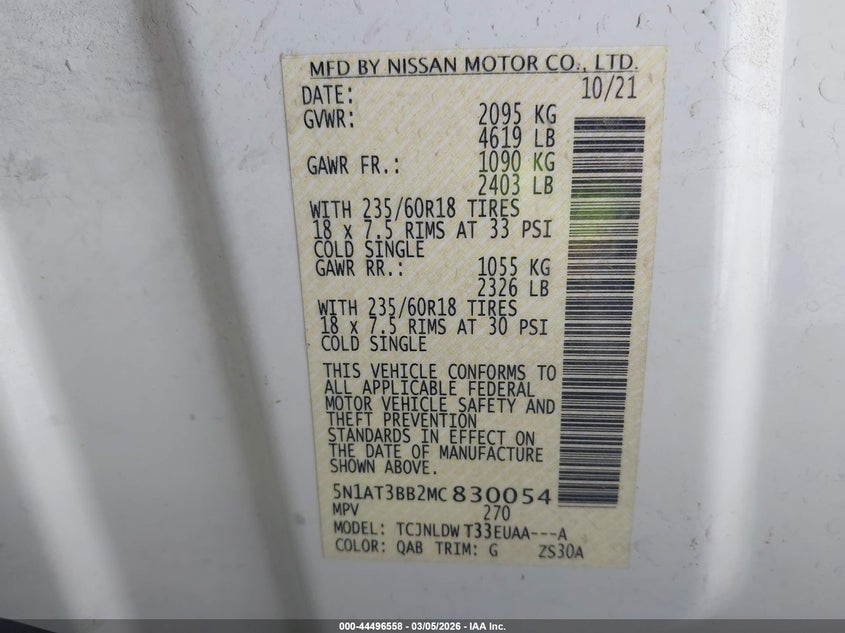 MFD BY NISSAN MOTOR CO., LTD.
DATE: 10/21
GVWR: 2095 KG
4619 LB
GAWR FR.: 1090 KG
2403 LB
WITH 235/60R18 TIRES
18 x 7.5 RIMS AT 33 PSI
COLD SINGLE
GAWR RR.: 1055 KG
2326 LB
WITH 235/60R18 TIRES
18 x 7.5 RIMS AT 30 PSI
COLD SINGLE
THIS VEHICLE CONFORMS TO
ALL APPLICABLE FEDERAL
MOTOR VEHICLE SAFETY AND
THEFT PREVENTION
STANDARDS IN EFFECT ON
THE DATE OF MANUFACTURE
SHOWN ABOVE.
5N1AT3BB2MC830054
MPV 270
MODEL: TCJNLDW T33EUAA---A
COLOR: QAB TRIM: G ZS30A
000-44496558 - 03/05/2026 - IAA Inc.